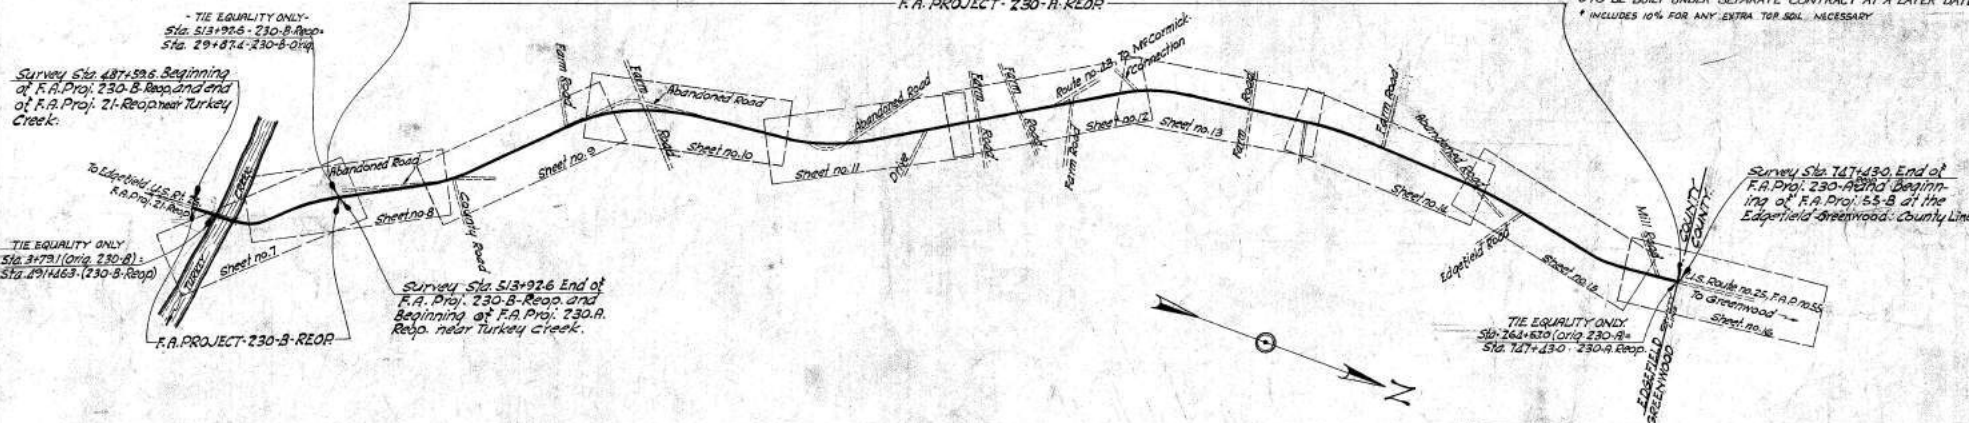 F.A. PROJECT - 230-A-REOP.
TO BE BUILT UNDER SEPARATE CONTRACT AT A LATER DATE
* INCLUDES 10% FOR ANY EXTRA TOP SOIL NECESSARY
- TIE EQUALITY ONLY -
Sta. 513+92.6 - 230-B-Reop=
Sta. 29+87.4 - 230-B-Orig.
Survey Sta. 487+59.6 Beginning
of F.A. Proj. 230-B-Reop. and end
of F.A. Proj. 21-Reop. near Turkey
Creek.
To Edgefield U.S. Rt.
F.A. Proj. 21-Reop.
TIE EQUALITY ONLY
Sta. 3+79.1 (orig. 230-B) =
Sta. 491+46.3 (230-B-Reop)
TURKEY
CREEK
Sheet no. 7
F.A. PROJECT-230-B-REOP.
Abandoned Road
Sheet no. 8
County Road
Survey Sta. 513+92.6 End of
F.A. Proj. 230-B-Reop. and
Beginning of F.A. Proj. 230.A.
Reop. near Turkey creek.
Farm Road
Sheet no. 9
Farm
Road
Abandoned Road
Sheet no. 10
Abandoned Road
Sheet no. 11
Drive
Farm
Road
Farm
Road
Route no. 23, To McCormick
Connection
Farm Road
Sheet no. 12
Sheet no. 13
Farm
Road
Farm Road
Abandoned Road
Sheet no. 14
Edgefield Road
Sheet no. 15
Mill Road
COUNTY
COUNTY
Survey Sta. 747+43.0, End of
F.A. Proj. 230-A and Beginn-
ing of F.A. Proj. 55-B at the
Edgefield-Greenwood County Line
U.S. Route no. 25, F.A.P. no. 55
To Greenwood
Sheet no. 16
TIE EQUALITY ONLY.
Sta. 264+53.0 (orig. 230-A)=
Sta. 747+43.0 - 230-A. Reop.
EDGEFIELD
GREENWOOD
N